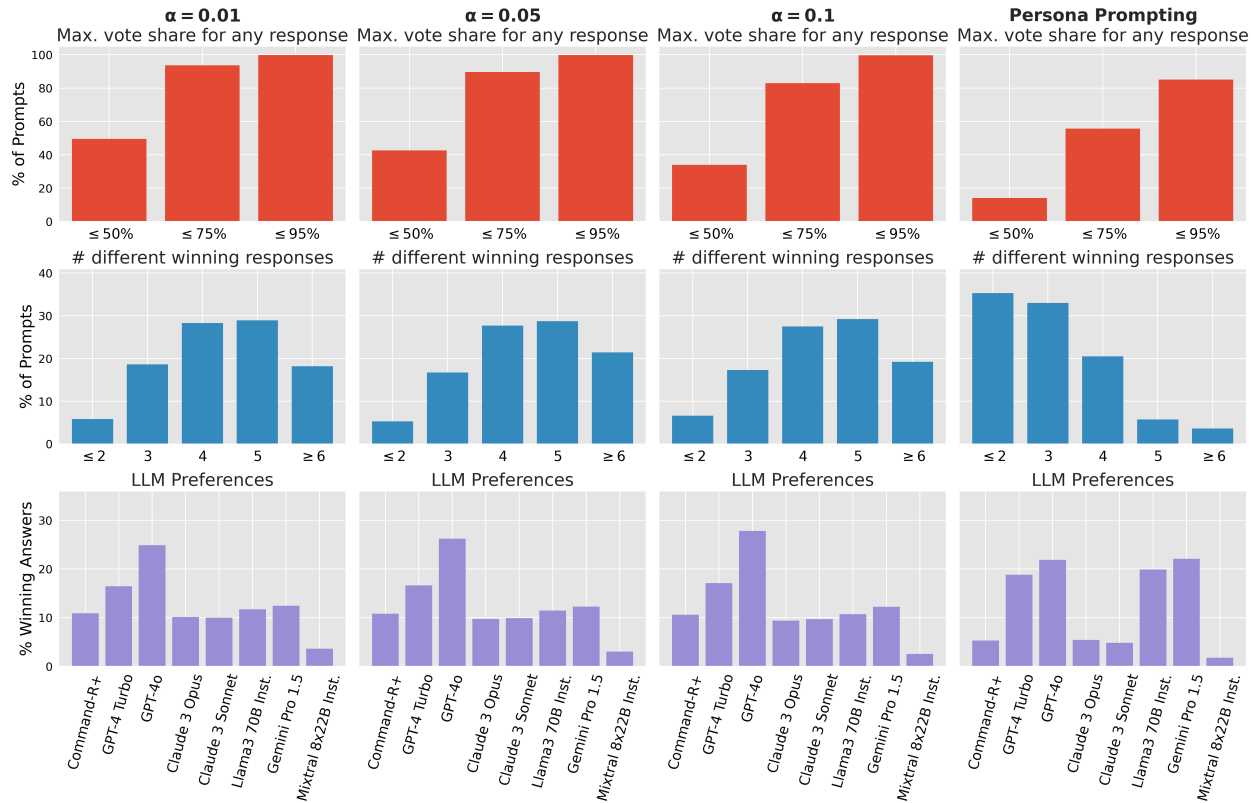 α = 0.01
Max. vote share for any response
α = 0.05
Max. vote share for any response
α = 0.1
Max. vote share for any response
Persona Prompting
Max. vote share for any response
% of Prompts
100
80
60
40
20
0
≤ 50% ≤ 75% ≤ 95%
≤ 50% ≤ 75% ≤ 95%
≤ 50% ≤ 75% ≤ 95%
≤ 50% ≤ 75% ≤ 95%
# different winning responses
# different winning responses
# different winning responses
# different winning responses
% of Prompts
40
30
20
10
0
≤ 2 3 4 5 ≥ 6
≤ 2 3 4 5 ≥ 6
≤ 2 3 4 5 ≥ 6
≤ 2 3 4 5 ≥ 6
LLM Preferences
LLM Preferences
LLM Preferences
LLM Preferences
% Winning Answers
30
20
10
0
Command-R+
GPT-4 Turbo
GPT-4o
Claude 3 Opus
Claude 3 Sonnet
Llama3 70B Inst.
Gemini Pro 1.5
Mixtral 8x22B Inst.
Command-R+
GPT-4 Turbo
GPT-4o
Claude 3 Opus
Claude 3 Sonnet
Llama3 70B Inst.
Gemini Pro 1.5
Mixtral 8x22B Inst.
Command-R+
GPT-4 Turbo
GPT-4o
Claude 3 Opus
Claude 3 Sonnet
Llama3 70B Inst.
Gemini Pro 1.5
Mixtral 8x22B Inst.
Command-R+
GPT-4 Turbo
GPT-4o
Claude 3 Opus
Claude 3 Sonnet
Llama3 70B Inst.
Gemini Pro 1.5
Mixtral 8x22B Inst.